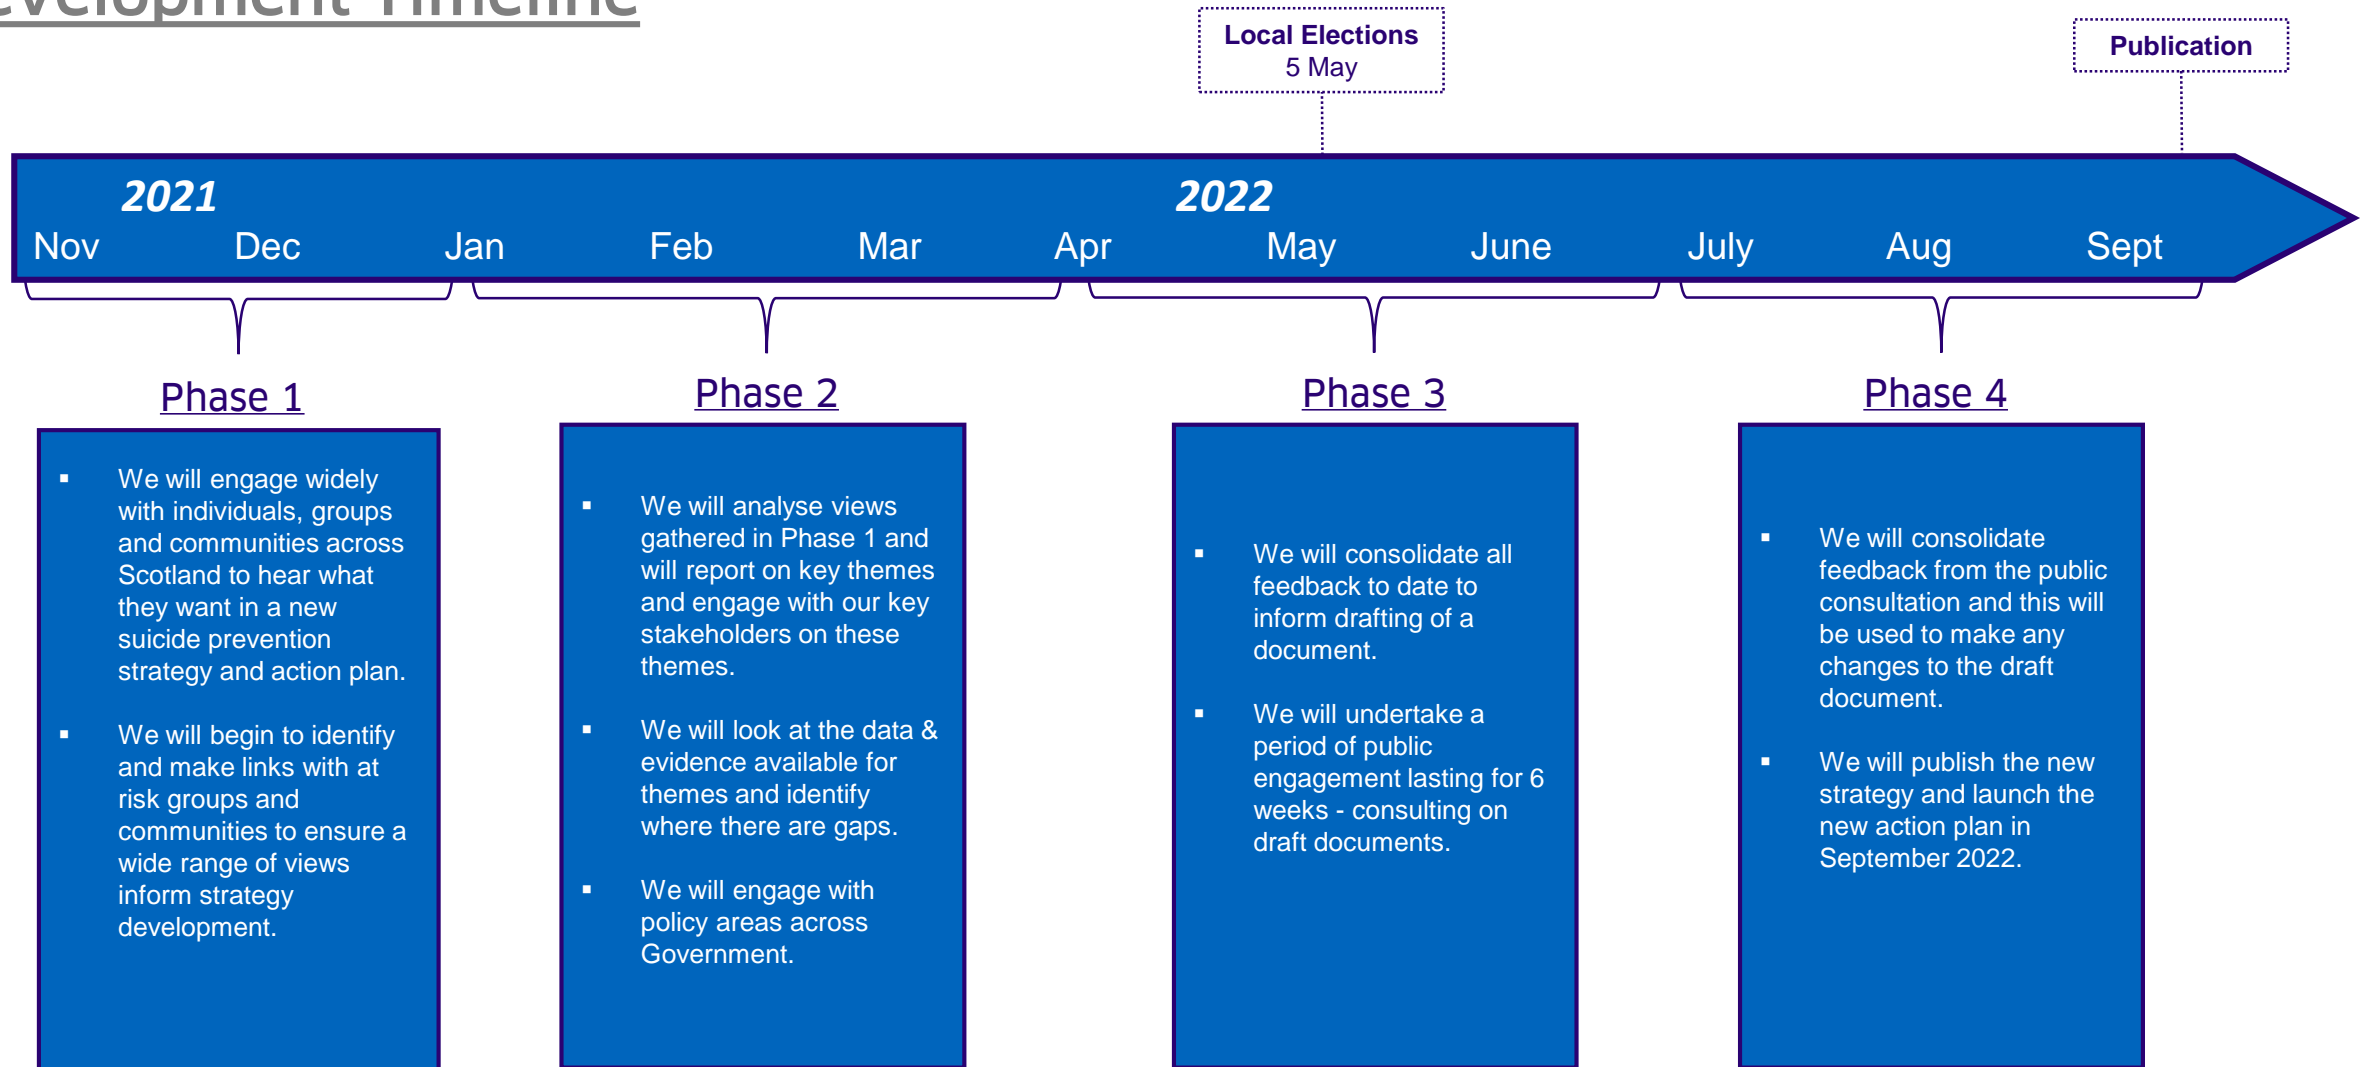 evelopment Timeline
Local Elections
5 May
Publication
2021
2022
Nov Dec Jan Feb Mar Apr May June July Aug Sept
Phase 1
▪ We will engage widely
with individuals, groups
and communities across
Scotland to hear what
they want in a new
suicide prevention
strategy and action plan.
▪ We will begin to identify
and make links with at
risk groups and
communities to ensure a
wide range of views
inform strategy
development.
Phase 2
▪ We will analyse views
gathered in Phase 1 and
will report on key themes
and engage with our key
stakeholders on these
themes.
▪ We will look at the data &
evidence available for
themes and identify
where there are gaps.
▪ We will engage with
policy areas across
Government.
Phase 3
▪ We will consolidate all
feedback to date to
inform drafting of a
document.
▪ We will undertake a
period of public
engagement lasting for 6
weeks - consulting on
draft documents.
Phase 4
▪ We will consolidate
feedback from the public
consultation and this will
be used to make any
changes to the draft
document.
▪ We will publish the new
strategy and launch the
new action plan in
September 2022.